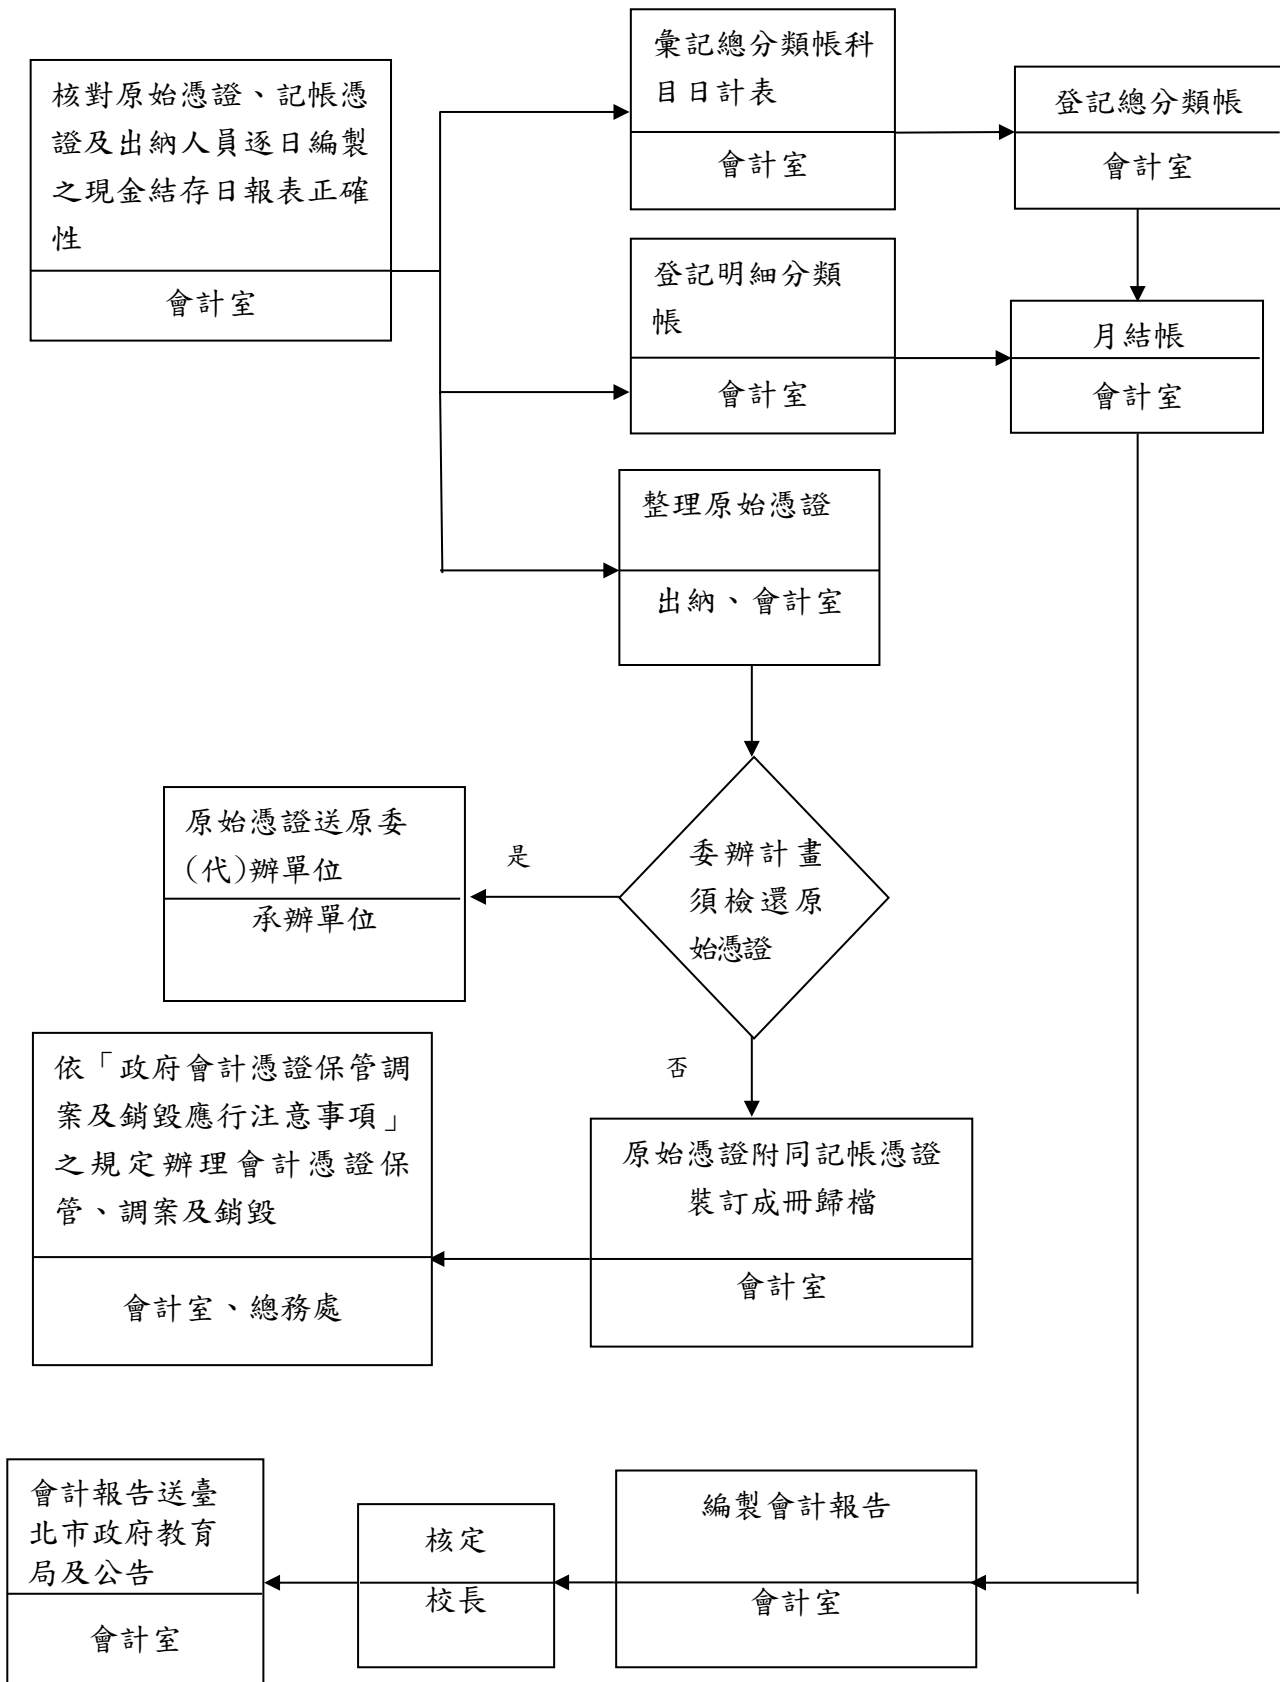 核對原始憑證、記帳憑
證及出納人員逐日編製
之現金結存日報表正確
性
會計室
彙記總分類帳科
目日計表
會計室
登記總分類帳
會計室
登記明細分類
帳
會計室
月結帳
會計室
整理原始憑證
出納、會計室
委辦計畫
須檢還原
始憑證
是
原始憑證送原委
(代)辦單位
承辦單位
否
原始憑證附同記帳憑證
裝訂成冊歸檔
會計室
依「政府會計憑證保管調
案及銷毀應行注意事項」
之規定辦理會計憑證保
管、調案及銷毀
會計室、總務處
編製會計報告
會計室
核定
校長
會計報告送臺
北市政府教育
局及公告
會計室